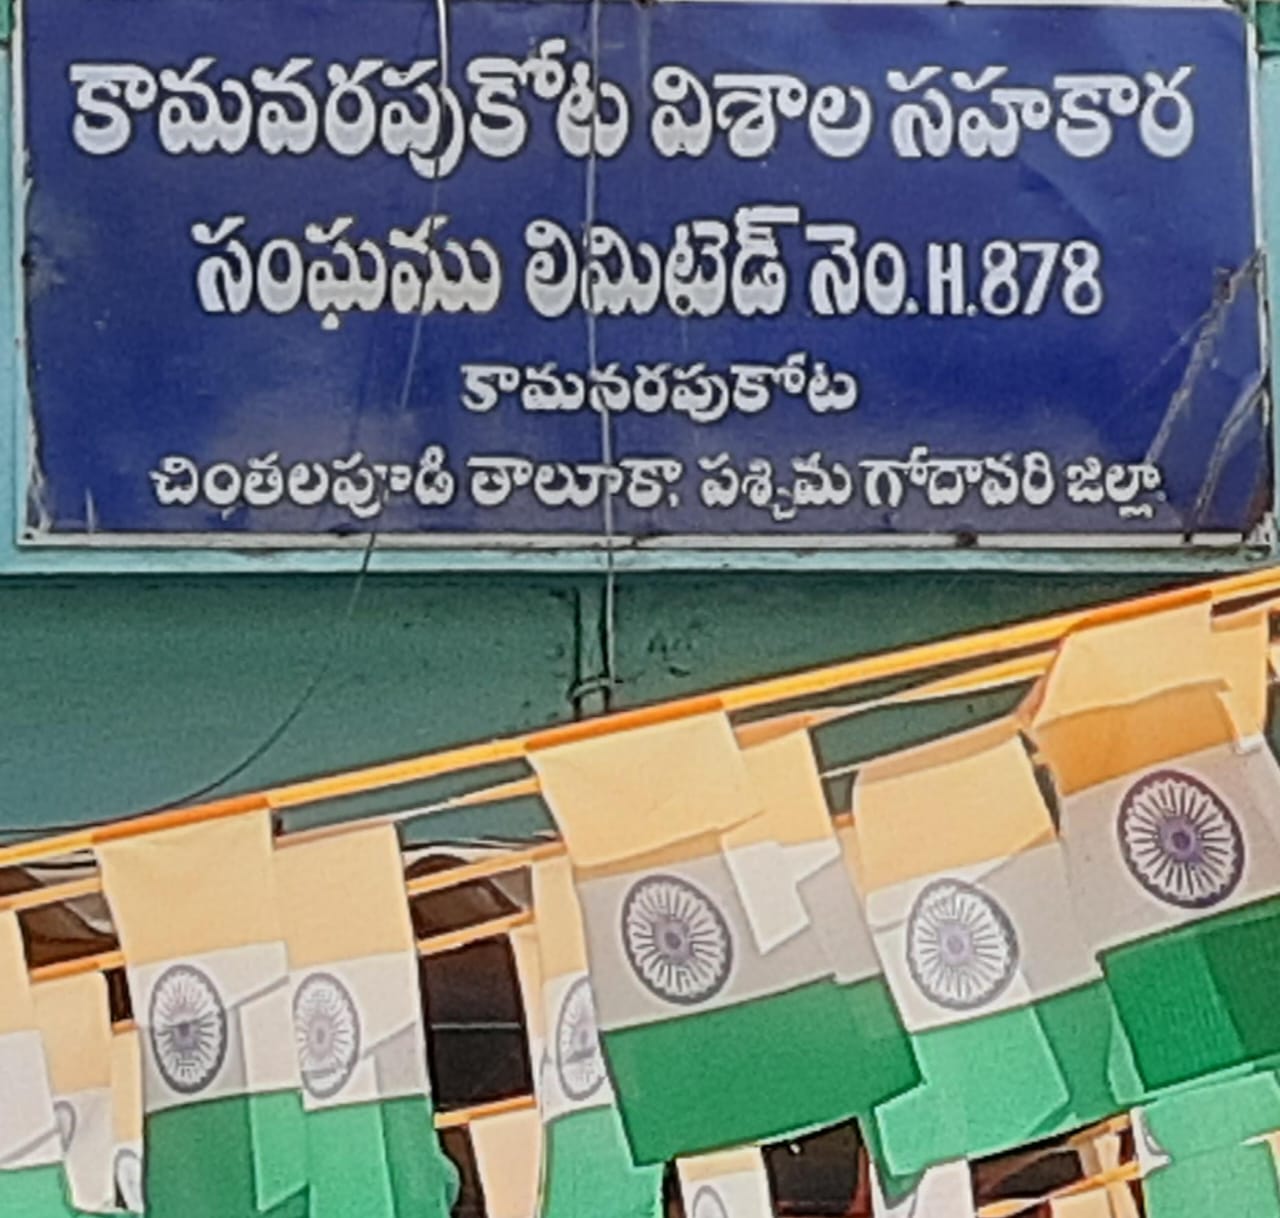 కామవరపుకోట విశాల సహకార
సంఘము లిమిటెడ్ నెం.H.878
కామవరపుకోట
చింతలపూడి తాలూకా, పశ్చిమ గోదావరి జిల్లా